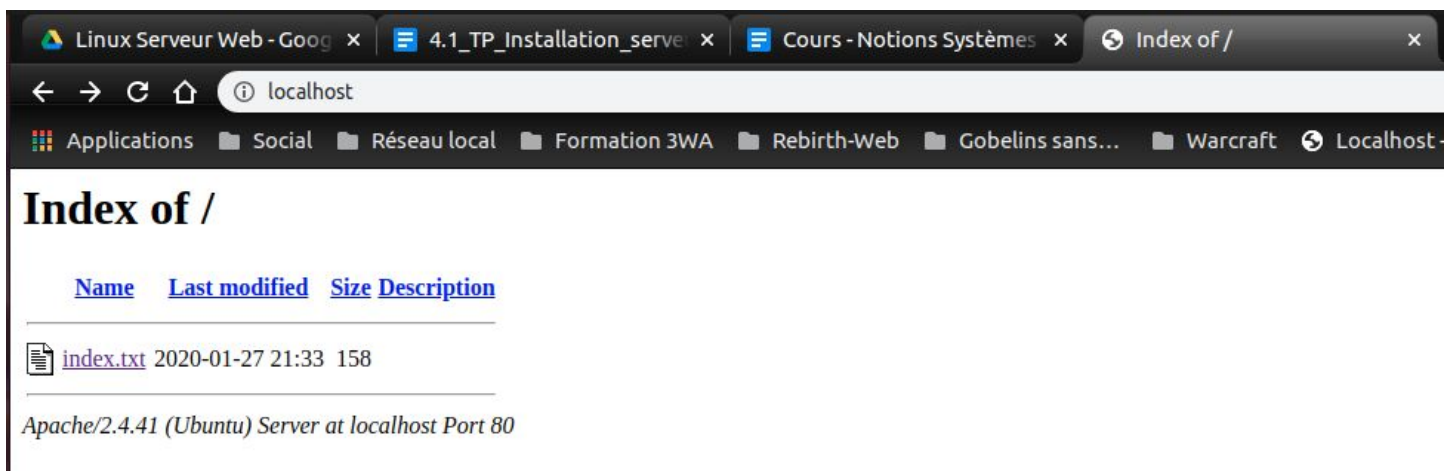 Linux Serveur Web - Goog
4.1_TP_Installation_serve
Cours - Notions Systèmes
Index of /
localhost
Applications Social Réseau local Formation 3WA Rebirth-Web Gobelins sans... Warcraft Localhost -
Index of /
Name Last modified Size Description
index.txt 2020-01-27 21:33 158
Apache/2.4.41 (Ubuntu) Server at localhost Port 80